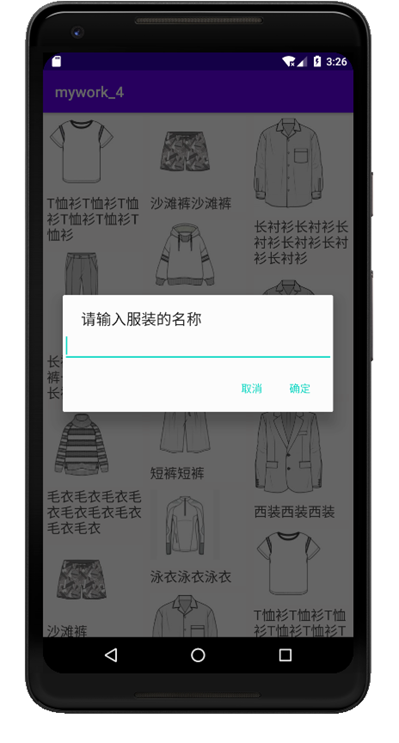 3:26
mywork_4
T恤衫T恤衫T恤
衫T恤衫T恤衫T
恤衫
沙滩裤沙滩裤
长衬衫长衬衫长
衬衫长衬衫长衬
衫长衬衫
请输入服装的名称
取消
确定
长
裤
长
短裤短裤
毛衣毛衣毛衣毛
衣毛衣毛衣毛衣
毛衣毛衣
西装西装西装
泳衣泳衣泳衣
沙滩裤
T恤衫T恤衫T恤
衫T恤衫T恤衫T